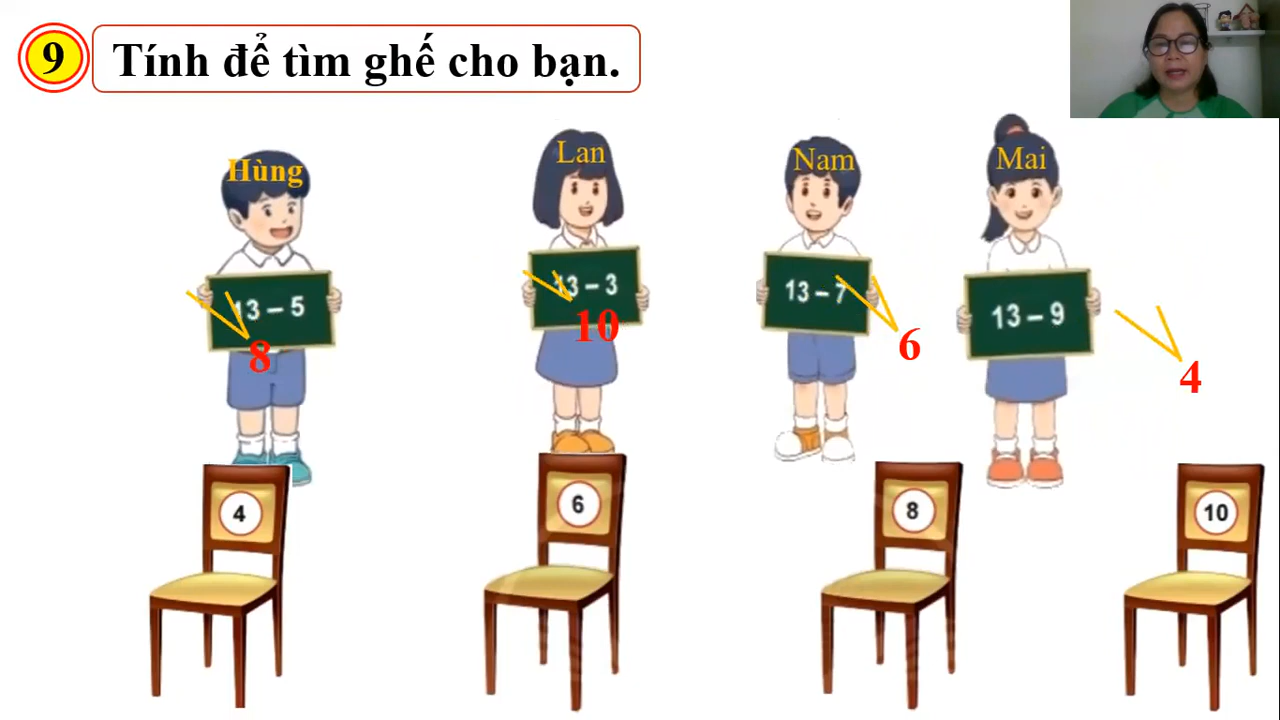 9
Tính để tìm ghế cho bạn.
Hùng
Lan
Nam
Mai
13 – 5
13 – 3
13 – 7
13 – 9
8
10
6
4
4
6
8
10